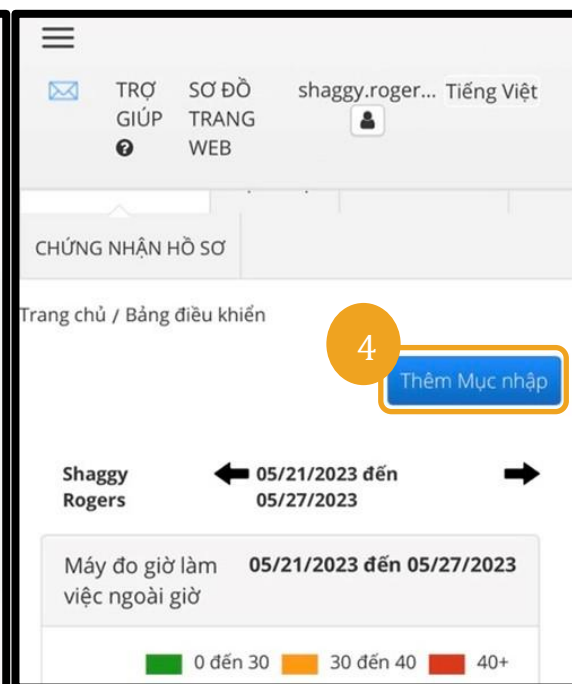 TRỢ GIÚP
SƠ ĐỒ TRANG WEB
shaggy.roger... Tiếng Việt
CHỨNG NHẬN HỒ SƠ
Trang chủ / Bảng điều khiển
4
Thêm Mục nhập
Shaggy Rogers
05/21/2023 đến
05/27/2023
Máy đo giờ làm việc ngoài giờ
05/21/2023 đến 05/27/2023
0 đến 30
30 đến 40
40+